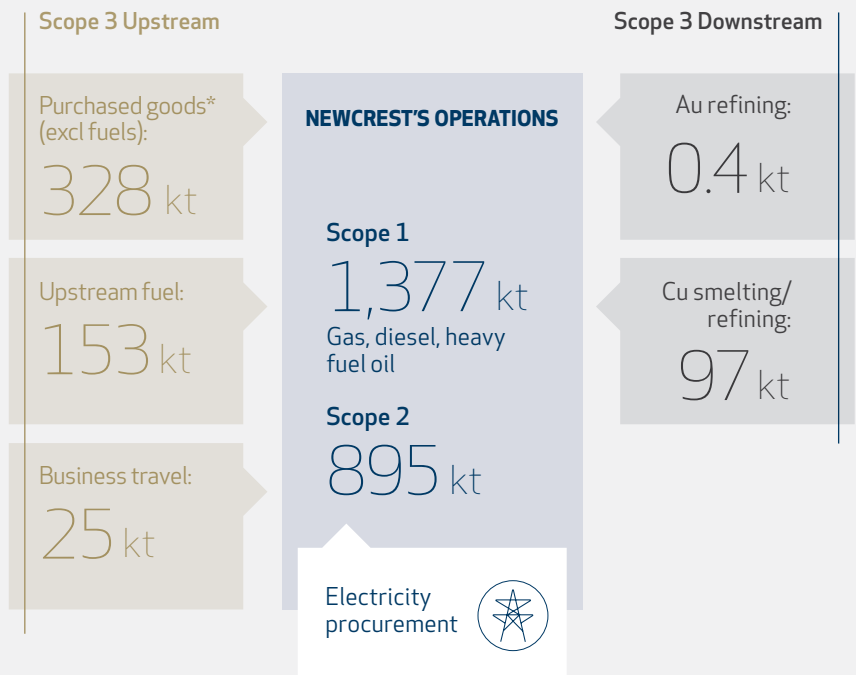 Scope 3 Upstream
Purchased goods*
(excl fuels):
328 kt
Upstream fuel:
153 kt
Business travel:
25 kt
NEWCREST'S OPERATIONS
Scope 1
1,377 kt
Gas, diesel, heavy
fuel oil
Scope 2
895 kt
Electricity
procurement
Scope 3 Downstream
Au refining:
0.4 kt
Cu smelting/
refining:
97 kt